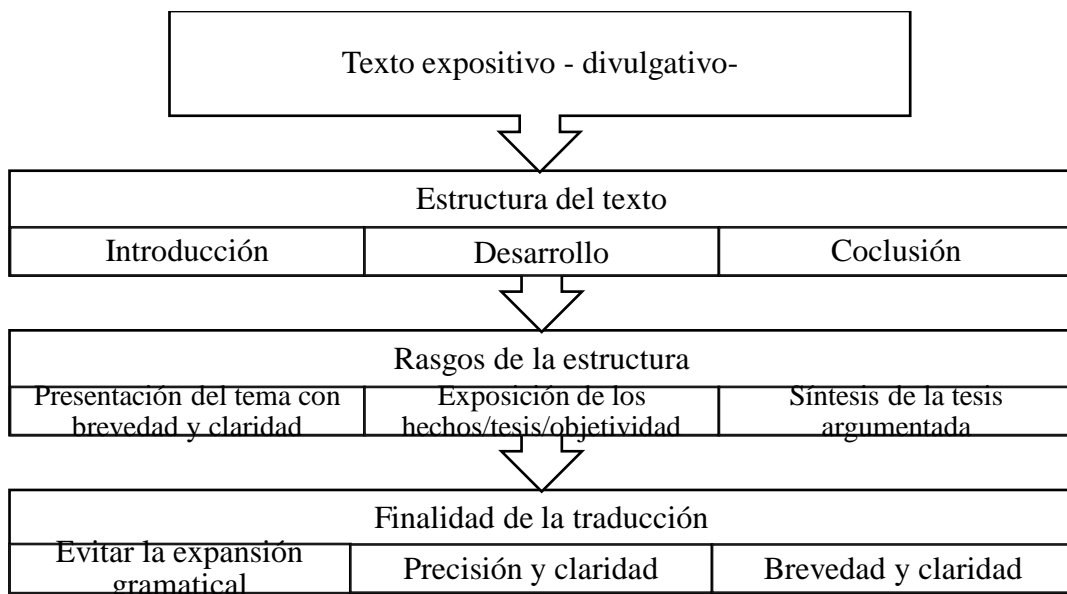 Texto expositivo - divulgativo-
Estructura del texto
Introducción
Desarrollo
Coclusión
Rasgos de la estructura
Presentación del tema con
brevedad y claridad
Exposición de los
hechos/tesis/objetividad
Síntesis de la tesis
argumentada
Finalidad de la traducción
Evitar la expansión
gramatical
Precisión y claridad
Brevedad y claridad